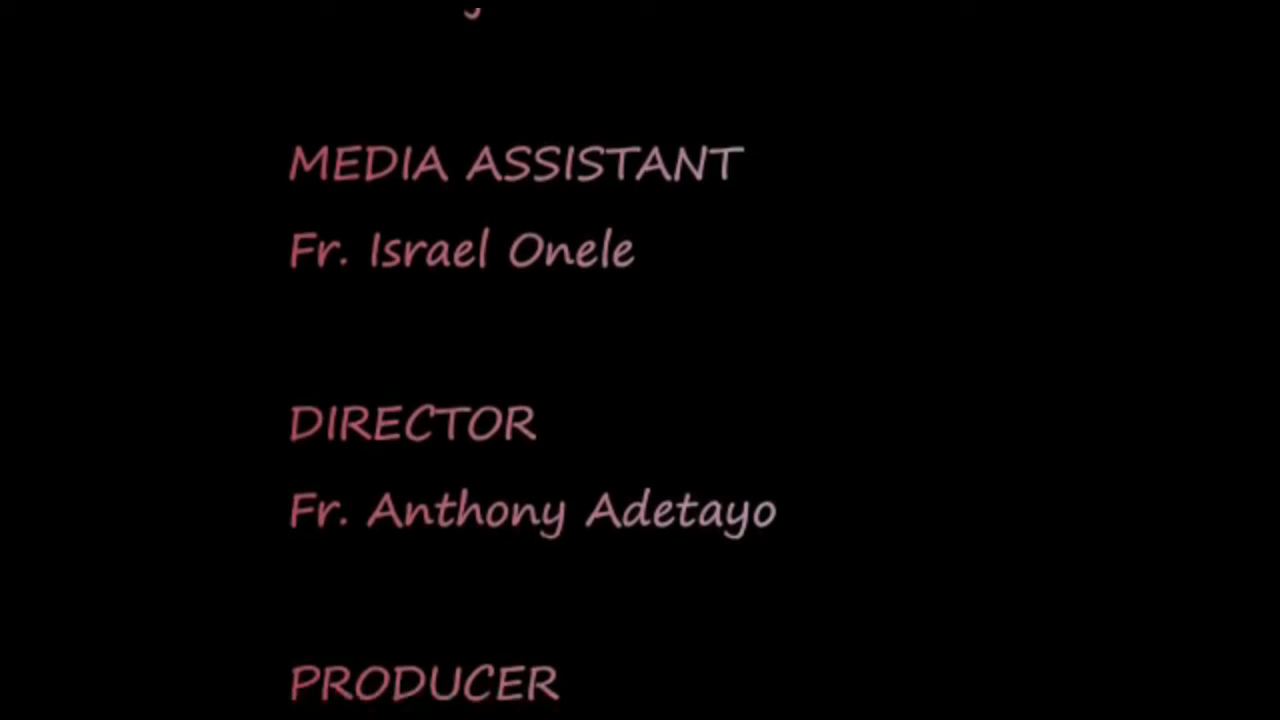 MEDIA ASSISTANT
Fr. Israel Onele
DIRECTOR
Fr. Anthony Adetayo
PRODUCER